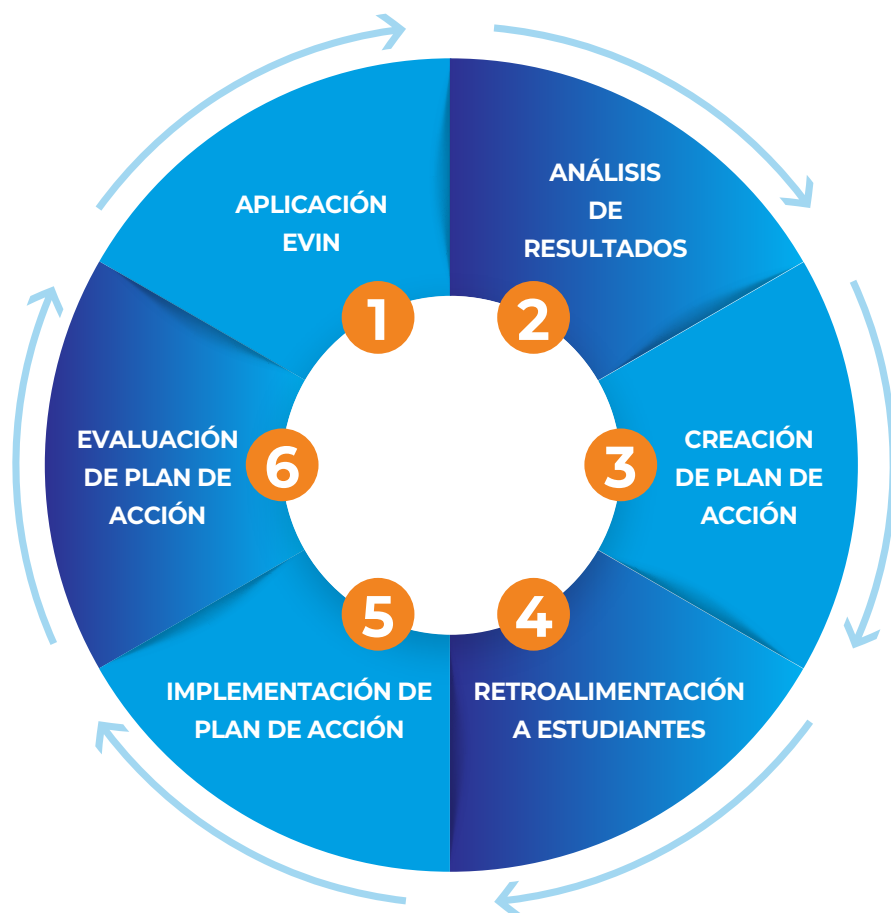 APLICACIÓN
EVIN
1
ANÁLISIS
DE
RESULTADOS
2
CREACIÓN
DE PLAN DE
ACCIÓN
3
RETROALIMENTACIÓN
A ESTUDIANTES
4
IMPLEMENTACIÓN DE
PLAN DE ACCIÓN
5
EVALUACIÓN
DE PLAN DE
ACCIÓN
6